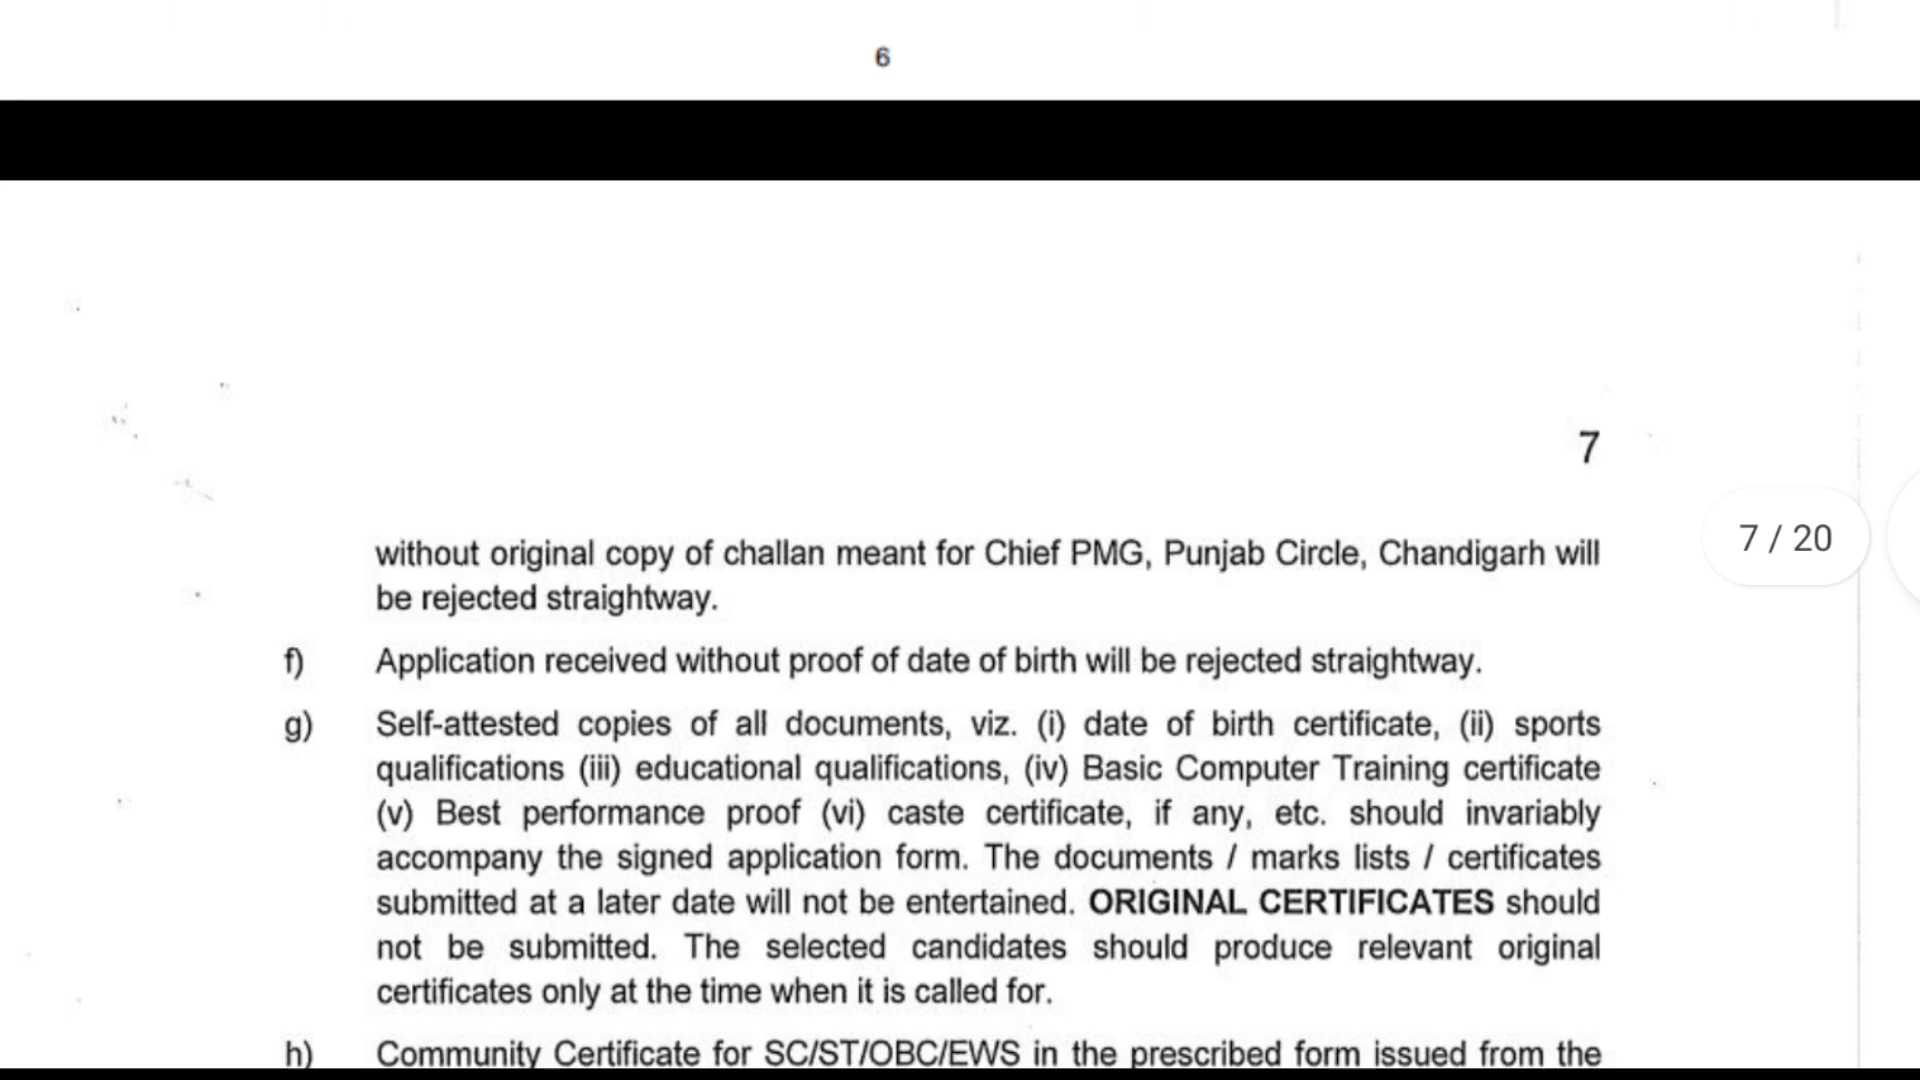 6
7
7 / 20
without original copy of challan meant for Chief PMG, Punjab Circle, Chandigarh will
be rejected straightway.
f) Application received without proof of date of birth will be rejected straightway.
g) Self-attested copies of all documents, viz. (i) date of birth certificate, (ii) sports
qualifications (iii) educational qualifications, (iv) Basic Computer Training certificate
(v) Best performance proof (vi) caste certificate, if any, etc. should invariably
accompany the signed application form. The documents / marks lists / certificates
submitted at a later date will not be entertained. ORIGINAL CERTIFICATES should
not be submitted. The selected candidates should produce relevant original
certificates only at the time when it is called for.
h) Community Certificate for SC/ST/OBC/EWS in the prescribed form issued from the